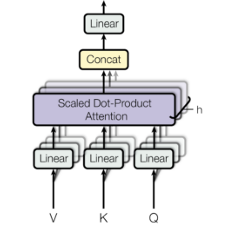 Linear
Concat
Scaled Dot-Product
Attention
h
Linear Linear Linear
V K Q